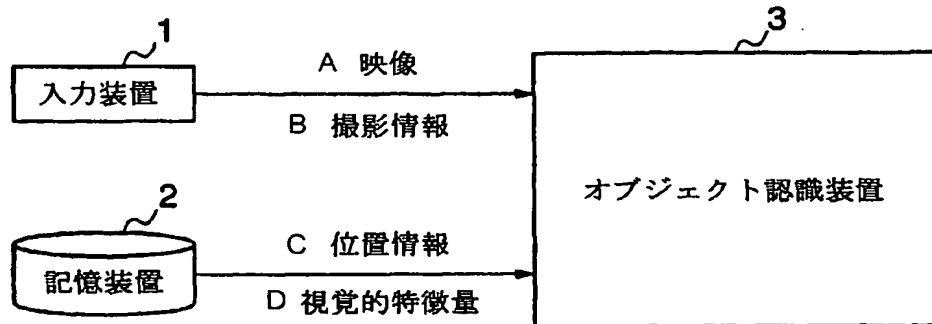 1
入力装置
A 映像
B 撮影情報
3
オブジェクト認識装置
2
記憶装置
C 位置情報
D 視覚的特徴量